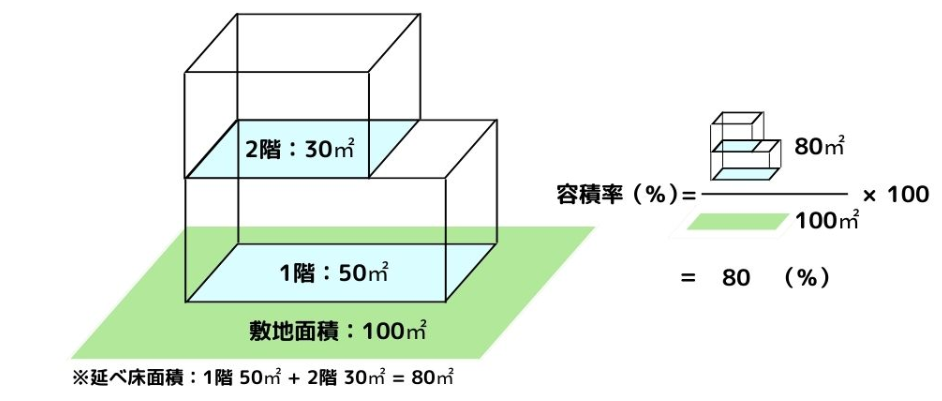 2階：30㎡
1階：50㎡
敷地面積：100㎡
※延べ床面積：1階 50㎡ + 2階 30㎡ = 80㎡
80㎡
容積率（％）= × 100
100㎡
= 80 （％）